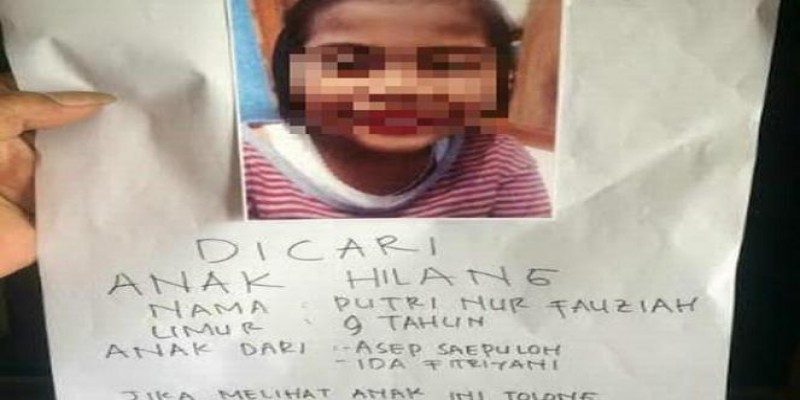 DICARI
ANAK HILANG
NAMA : PUTRI NUR FAUZIAH
UMUR : 9 TAHUN
ANAK DARI : - ASEP SAEPULOH
- IDA FITRIYANI
JIKA MELIHAT ANAK INI TOLONG